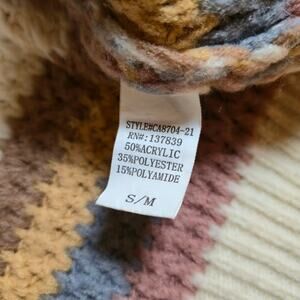 STYLE#CA8704-21
RN#:137839
50%ACRYLIC
35%POLYESTER
15%POLYAMIDE
S/M